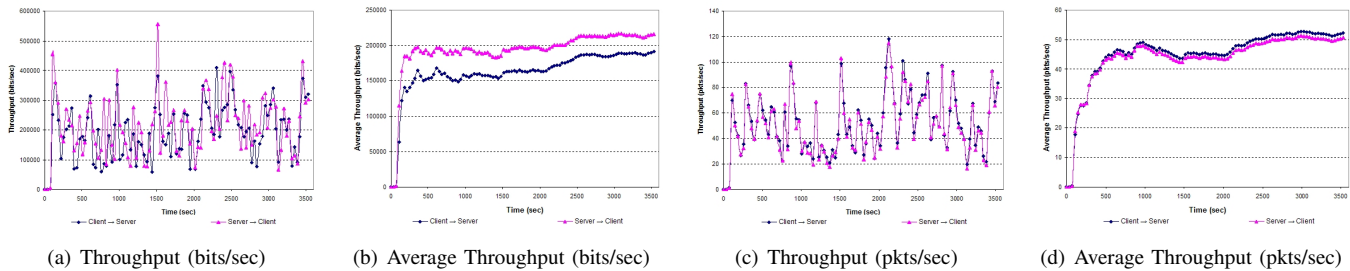 Throughput (bits/sec)
600000
500000
400000
300000
200000
100000
0
0 500 1000 1500 2000 2500 3000 3500
Time (sec)
Client → Server
Server → Client
(a) Throughput (bits/sec)
Average Throughput (bits/sec)
250000
200000
150000
100000
50000
0
0 500 1000 1500 2000 2500 3000 3500
Time (sec)
Client → Server
Server → Client
(b) Average Throughput (bits/sec)
Throughput (pkts/sec)
140
120
100
80
60
40
20
0
0 500 1000 1500 2000 2500 3000 3500
Time (sec)
Client → Server
Server → Client
(c) Throughput (pkts/sec)
Average Throughput (pkts/sec)
60
50
40
30
20
10
0
0 500 1000 1500 2000 2500 3000 3500
Time (sec)
Client → Server
Server → Client
(d) Average Throughput (pkts/sec)